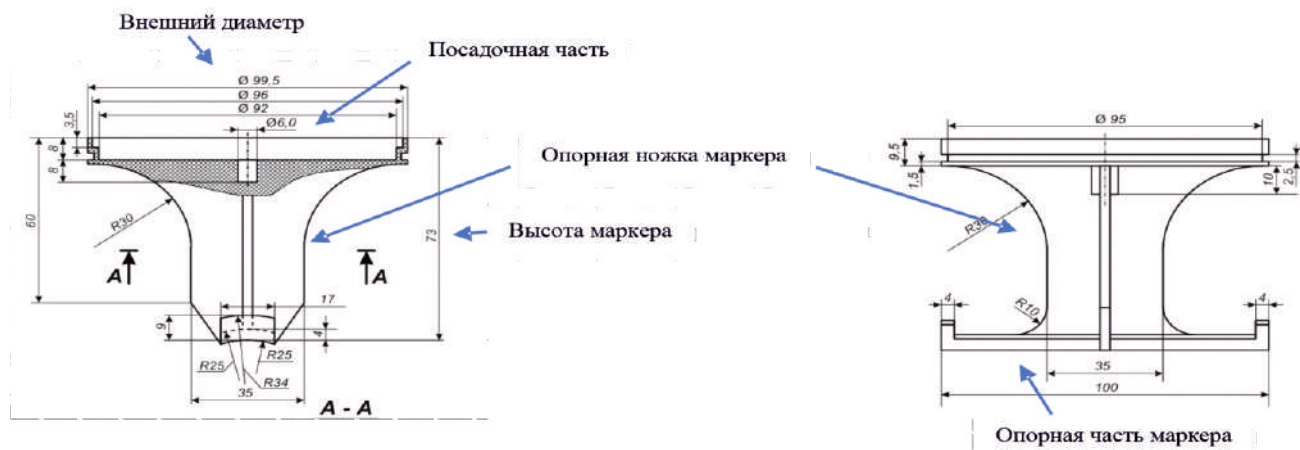 Внешний диаметр
Посадочная часть
Ø 99,5
Ø 96
Ø 92
Ø6,0
3,5
8
8
60
R30
73
A
A
17
9
4
R25
R25
R34
35
A - A
Опорная ножка маркера
Высота маркера
Ø 95
9,5
1,5
10
2,5
R10
4
4
35
100
Опорная часть маркера